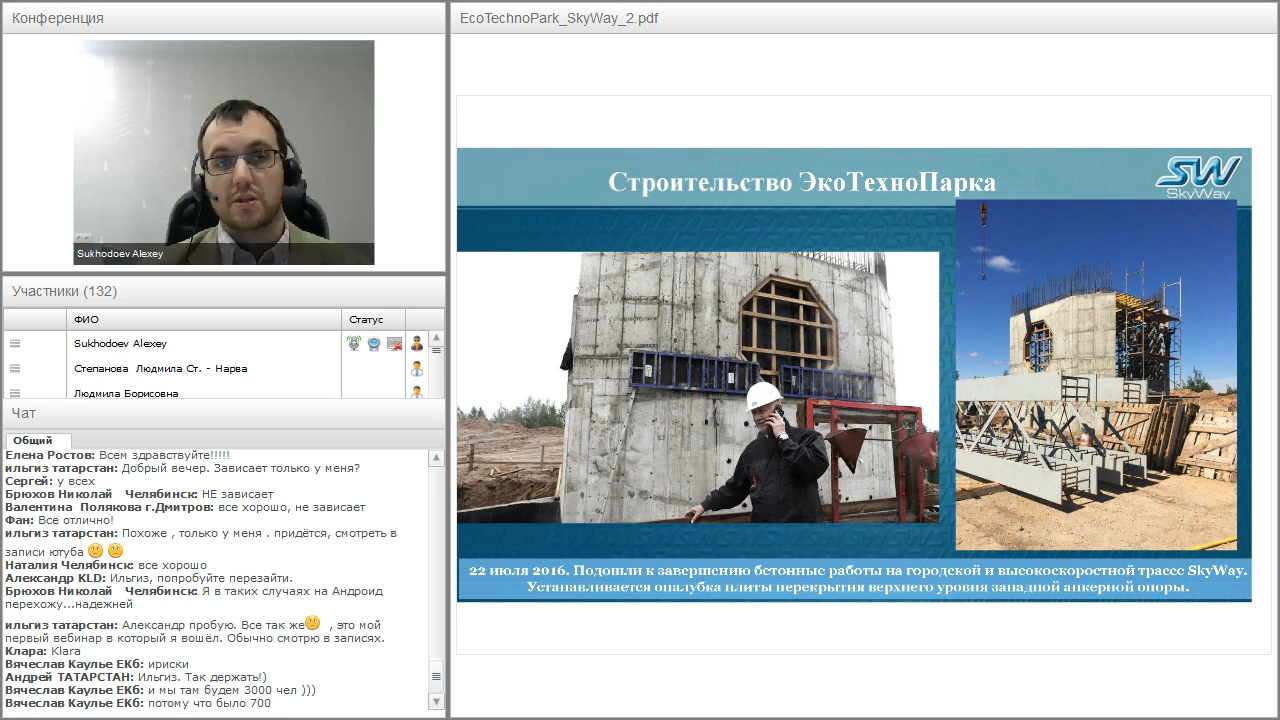 Конференция
Sukhodoev Alexey
Участники (132)
ФИО
Статус
Sukhodoev Alexey
Степанова Людмила Ст. - Нарва
Людмила Борисовна
Чат
Общий
Елена Ростов: Всем здравствуйте!!!!!
ильгиз татарстан: Добрый вечер. Зависает только у меня?
Сергей: у всех
Брюхов Николай Челябинск: НЕ зависает
Валентина Полякова г.Дмитров: все хорошо, не зависает
Фан: Все отлично!
ильгиз татарстан: Похоже , только у меня . придётся, смотреть в
записи ютуба
Наталия Челябинск: все хорошо
Александр KLD: Ильгиз, попробуйте перезайти.
Брюхов Николай Челябинск: Я в таких случаях на Андроид
перехожу...надежней
ильгиз татарстан: Александр пробую. Все так же , это мой
первый вебинар в который я вошёл. Обычно смотрю в записях.
Клара: Klara
Вячеслав Каулье ЕКб: ириски
Андрей ТАТАРСТАН: Ильгиз. Так держать!)
Вячеслав Каулье ЕКб: и мы там будем 3000 чел )))
Вячеслав Каулье ЕКб: потому что было 700
EcoTechnoPark_SkyWay_2.pdf
Строительство ЭкоТехноПарка
SW
SkyWay
22 июля 2016. Подошли к завершению бетонные работы на городской и высокоскоростной трассе SkyWay.
Устанавливается опалубка плиты перекрытия верхнего уровня западной анкерной опоры.